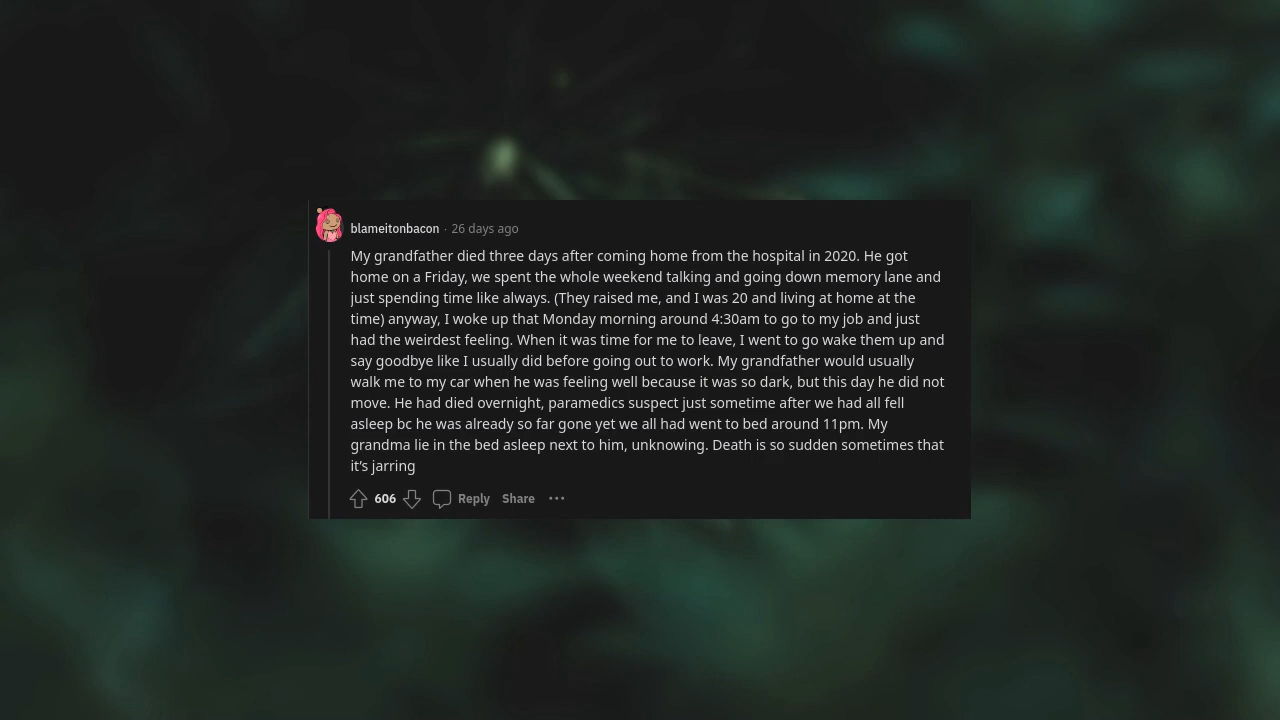 blameitonbacon · 26 days ago
My grandfather died three days after coming home from the hospital in 2020. He got
home on a Friday, we spent the whole weekend talking and going down memory lane and
just spending time like always. (They raised me, and I was 20 and living at home at the
time) anyway, I woke up that Monday morning around 4:30am to go to my job and just
had the weirdest feeling. When it was time for me to leave, I went to go wake them up and
say goodbye like I usually did before going out to work. My grandfather would usually
walk me to my car when he was feeling well because it was so dark, but this day he did not
move. He had died overnight, paramedics suspect just sometime after we had all fell
asleep bc he was already so far gone yet we all had went to bed around 11pm. My
grandma lie in the bed asleep next to him, unknowing. Death is so sudden sometimes that
it’s jarring
606 Reply Share ···